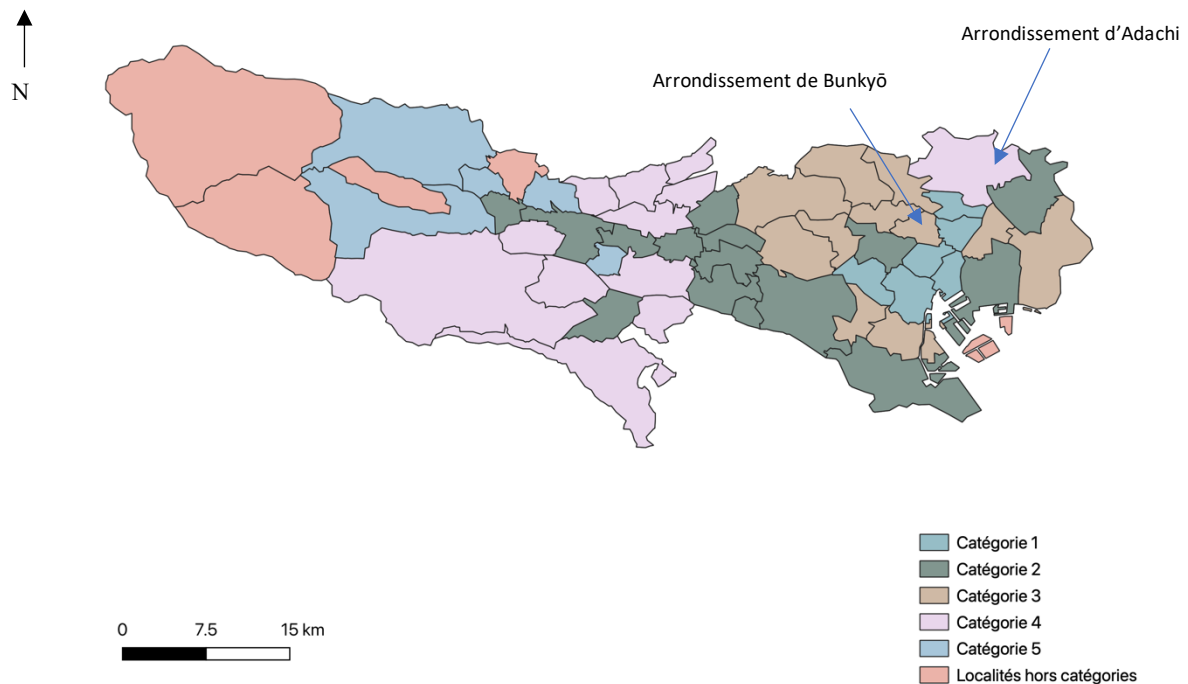 Arrondissement d’Adachi
Arrondissement de Bunkyō
N
Catégorie 1
Catégorie 2
Catégorie 3
Catégorie 4
Catégorie 5
Localités hors catégories
0 7.5 15 km